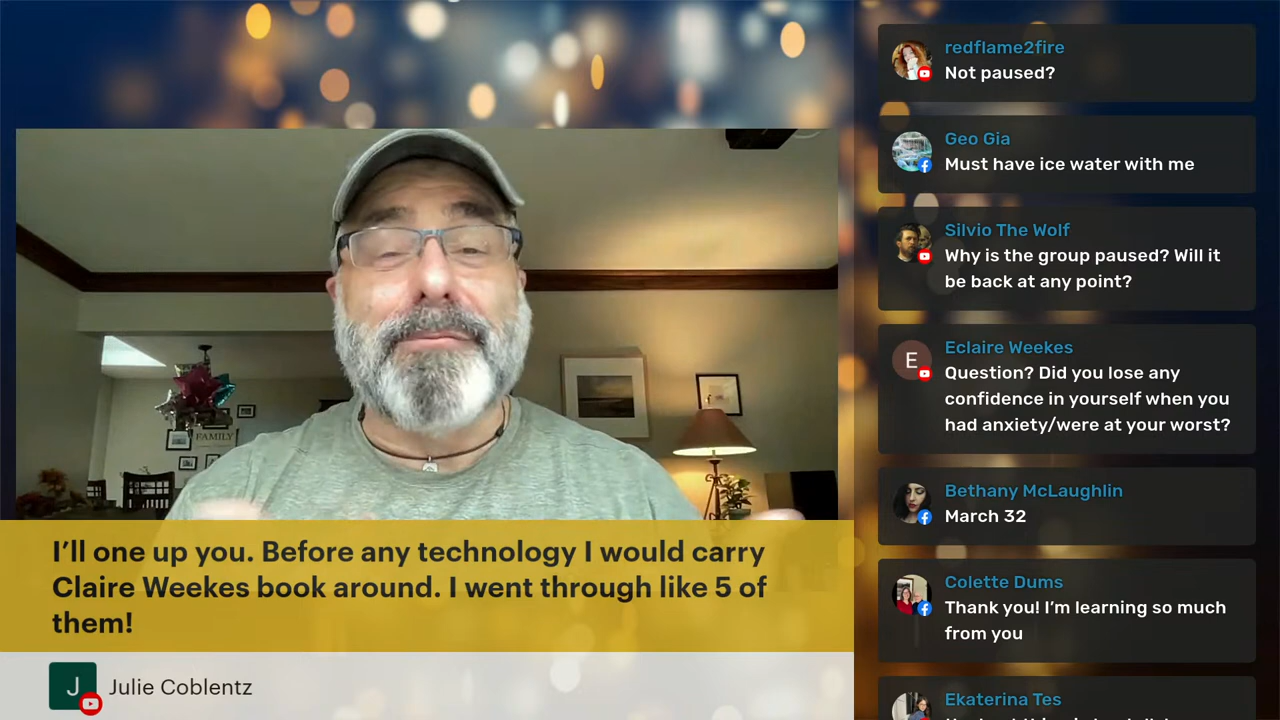 FAMILY
I’ll one up you. Before any technology I would carry
Claire Weekes book around. I went through like 5 of
them!
J
Julie Coblentz
redflame2fire
Not paused?
Geo Gia
Must have ice water with me
Silvio The Wolf
Why is the group paused? Will it
be back at any point?
E
Eclaire Weekes
Question? Did you lose any
confidence in yourself when you
had anxiety/were at your worst?
Bethany McLaughlin
March 32
Colette Dums
Thank you! I’m learning so much
from you
Ekaterina Tes